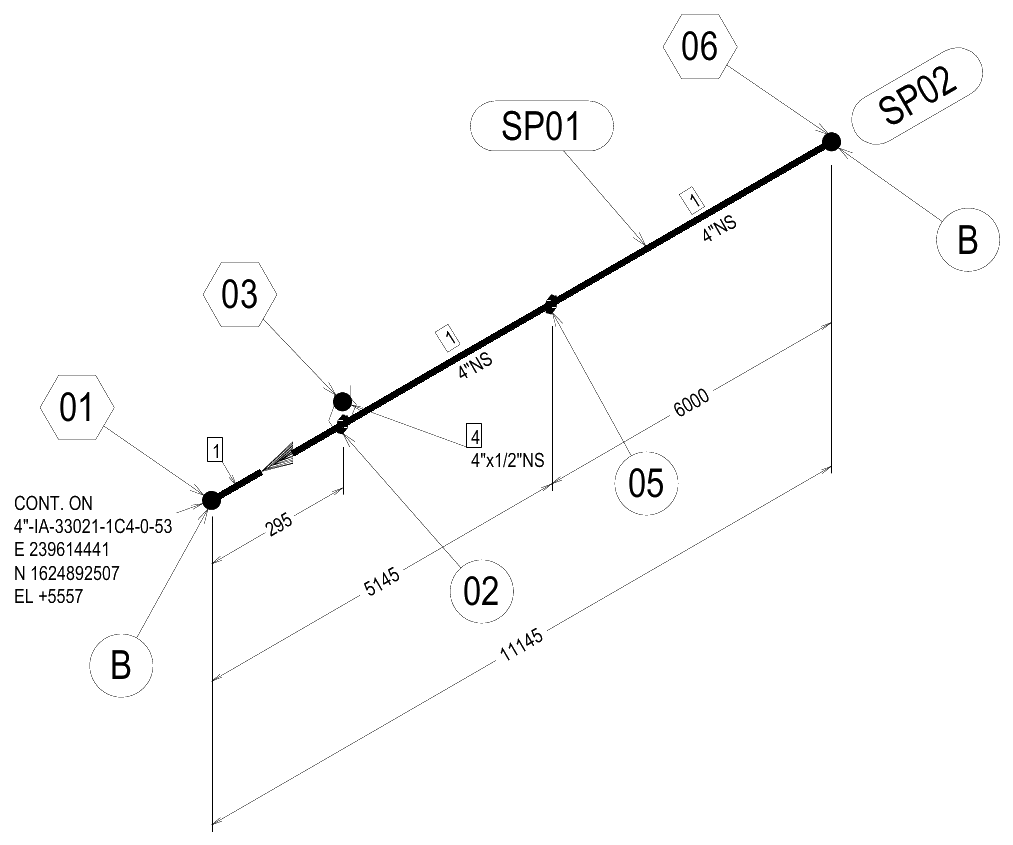 06
SP02
SP01
1
4"NS
B
03
1
4"NS
6000
01
1
4
4"x1/2"NS
05
CONT. ON
4"-IA-33021-1C4-0-53
E 239614441
N 1624892507
EL +5557
295
5145
02
11145
B